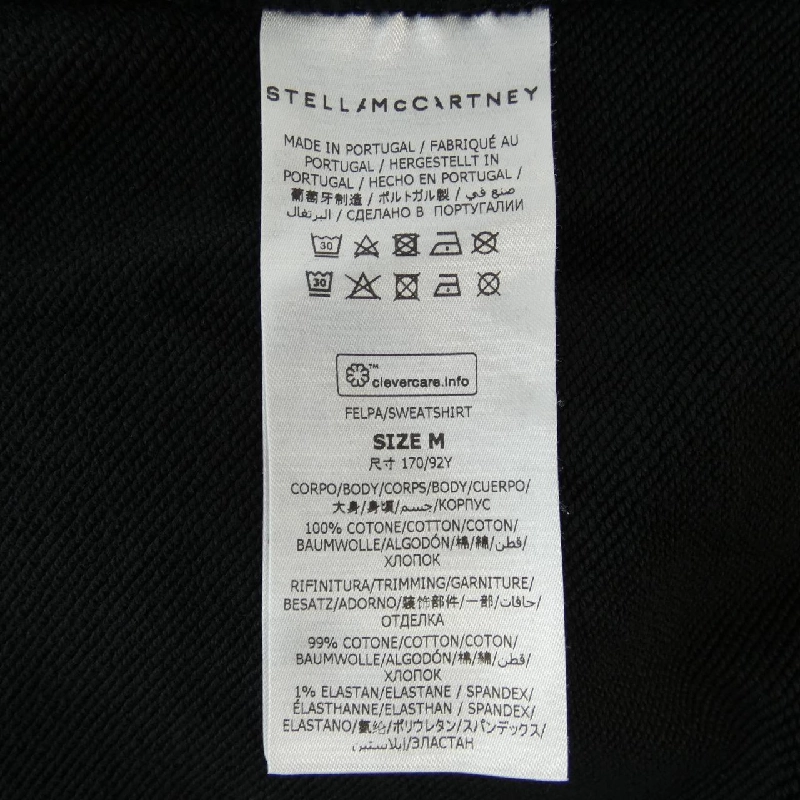 STELLA McCARTNEY
MADE IN PORTUGAL / FABRIQUÉ AU
PORTUGAL / HERGESTELLT IN
PORTUGAL / HECHO EN PORTUGAL /
葡萄牙制造 / ポルトガル製 / صنع في
البرتغال / СДЕЛАНО В ПОРТУГАЛИИ
30
30
™
clevercare.info
FELPA/SWEATSHIRT
SIZE M
尺寸 170/92Y
CORPO/BODY/CORPS/BODY/CUERPO/
大身/身頃/جسم/КОРПУС
100% COTONE/COTTON/COTON/
BAUMWOLLE/ALGODÓN/棉/綿/قطن/
ХЛОПОК
RIFINITURA/TRIMMING/GARNITURE/
BESATZ/ADORNO/装饰部件/一部/حافات/
ОТДЕЛКА
99% COTONE/COTTON/COTON/
BAUMWOLLE/ALGODÓN/棉/綿/قطن/
ХЛОПОК
1% ELASTAN/ELASTANE / SPANDEX/
ÉLASTHANNE/ELASTHAN / SPANDEX/
ELASTANO/氨纶/ポリウレタン/スパンデックス/
إيلاستين/ЭЛАСТАН